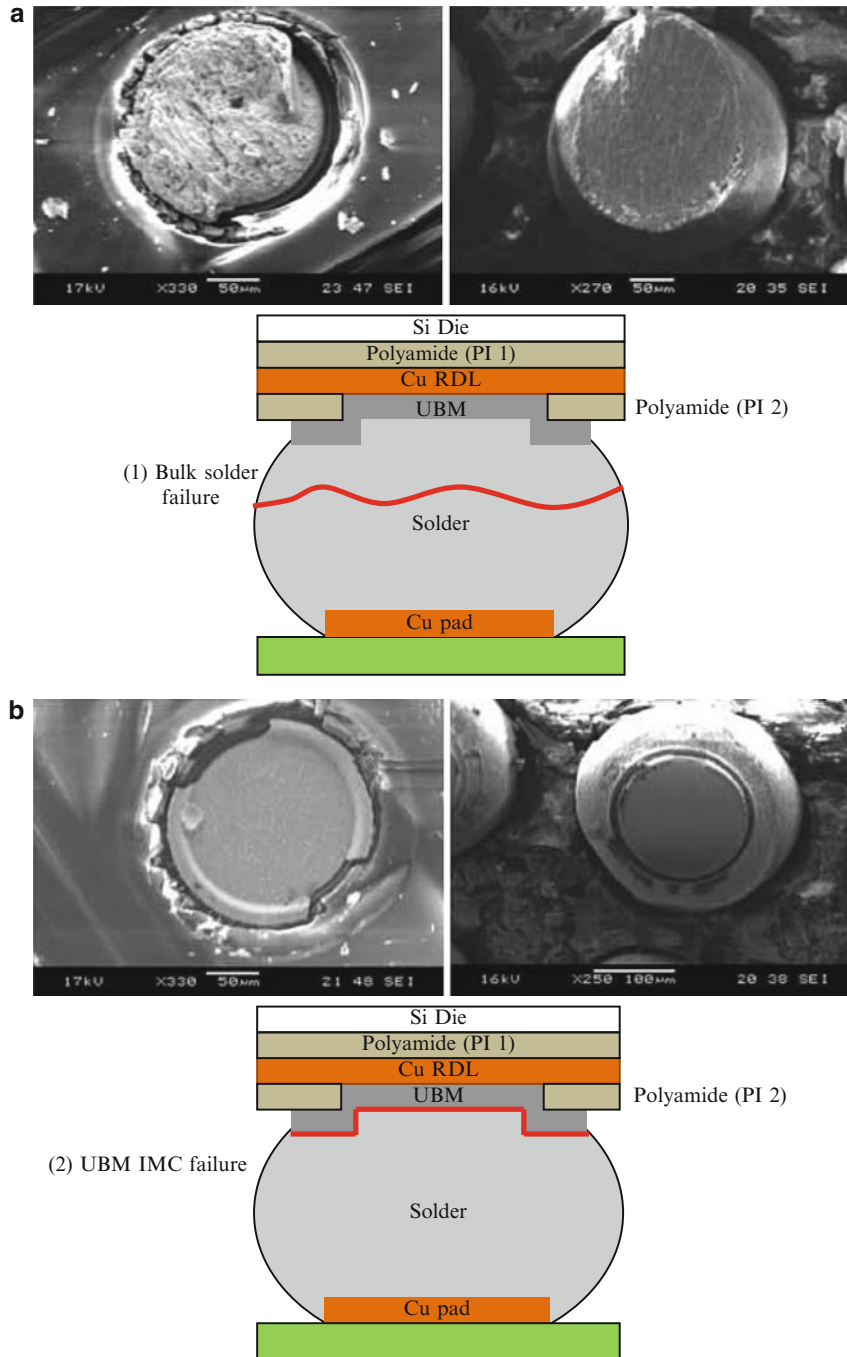 a
17kV X330 50μm 23 47 SEI
16kV X270 50μm 20 35 SEI
Si Die
Polyamide (PI 1)
Cu RDL
UBM
Polyamide (PI 2)
(1) Bulk solder
failure
Solder
Cu pad
b
17kV X330 50μm 21 48 SEI
16kV X250 100μm 20 38 SEI
Si Die
Polyamide (PI 1)
Cu RDL
UBM
Polyamide (PI 2)
(2) UBM IMC failure
Solder
Cu pad